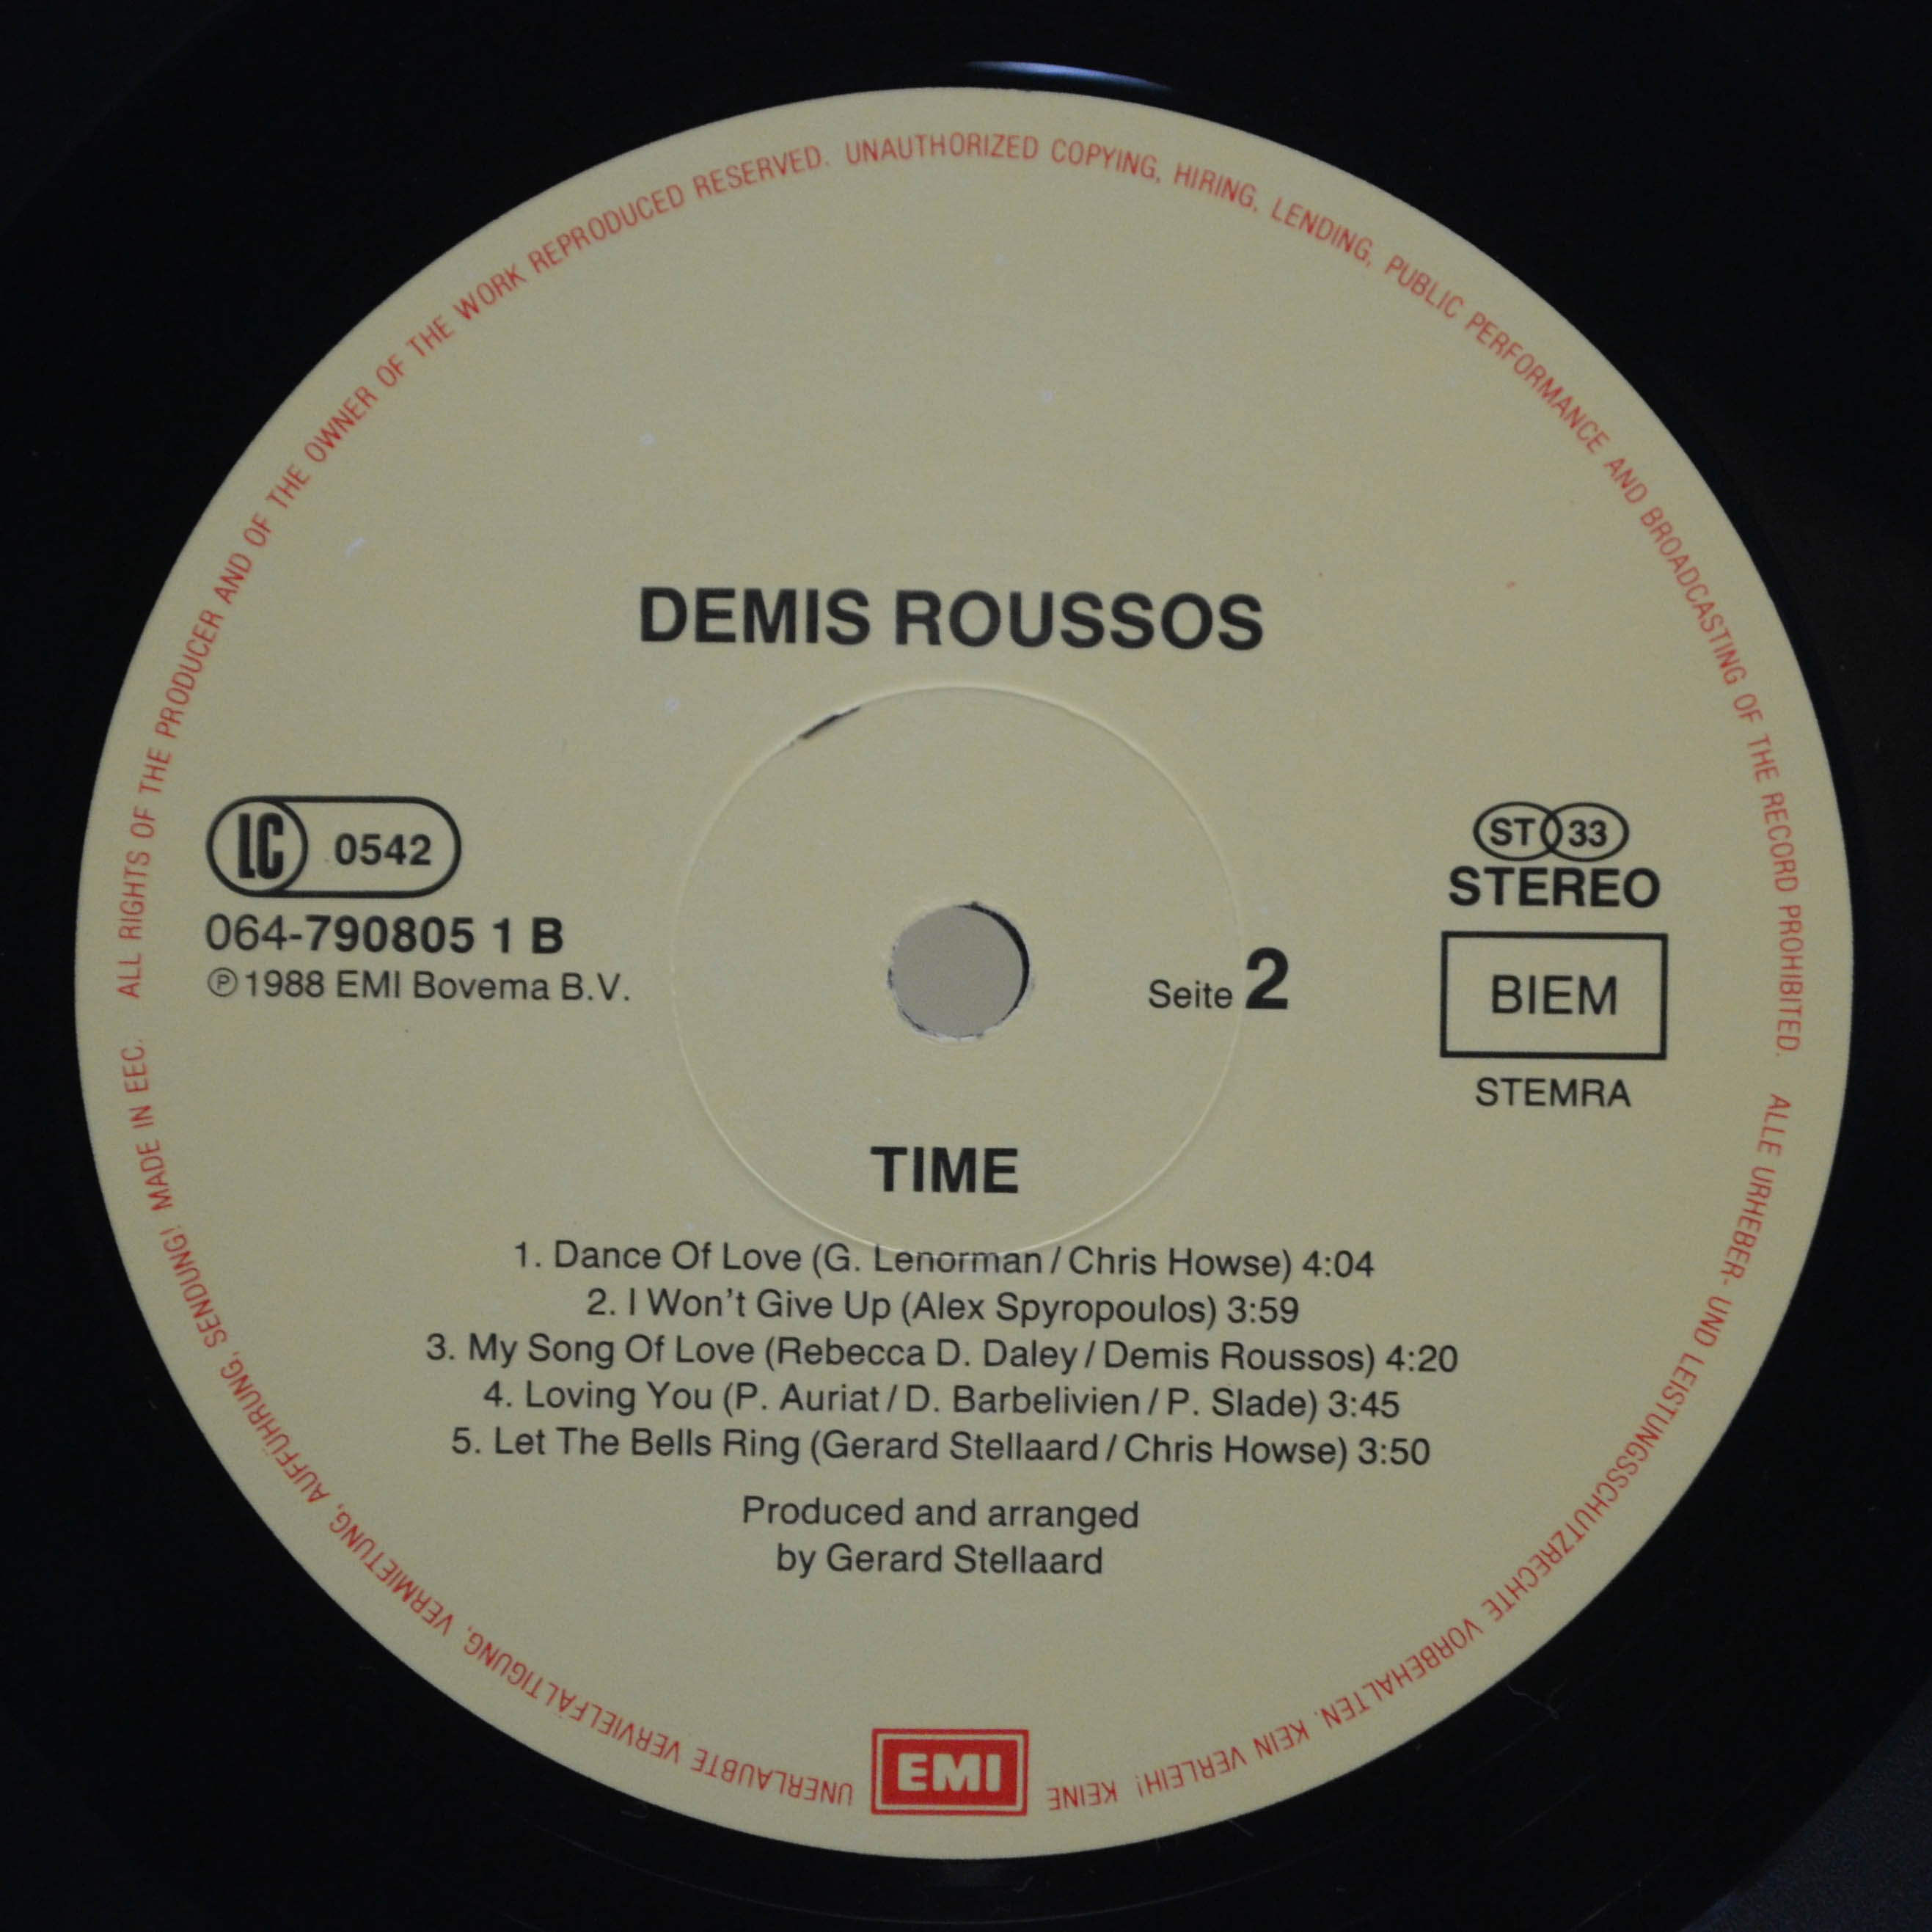 ALL RIGHTS OF THE PRODUCER AND OF THE OWNER OF THE WORK REPRODUCED RESERVED. UNAUTHORIZED COPYING, HIRING, LENDING, PUBLIC PERFORMANCE AND BROADCASTING OF THE RECORD PROHIBITED.
DEMIS ROUSSOS
LC 0542
064-790805 1 B
℗ 1988 EMI Bovema B.V.
Seite 2
ST 33
STEREO
BIEM
STEMRA
TIME
1. Dance Of Love (G. Lenorman / Chris Howse) 4:04
2. I Won't Give Up (Alex Spyropoulos) 3:59
3. My Song Of Love (Rebecca D. Daley / Demis Roussos) 4:20
4. Loving You (P. Auriat / D. Barbelivien / P. Slade) 3:45
5. Let The Bells Ring (Gerard Stellaard / Chris Howse) 3:50
Produced and arranged
by Gerard Stellaard
EMI
ALLE URHEBER- UND LEISTUNGSSCHUTZRECHTE VORBEHALTEN. KEIN VERLEIH! KEINE UNERLAUBTE VERVIELFÄLTIGUNG, VERMIETUNG, AUFFÜHRUNG, SENDUNG! MADE IN EEC.